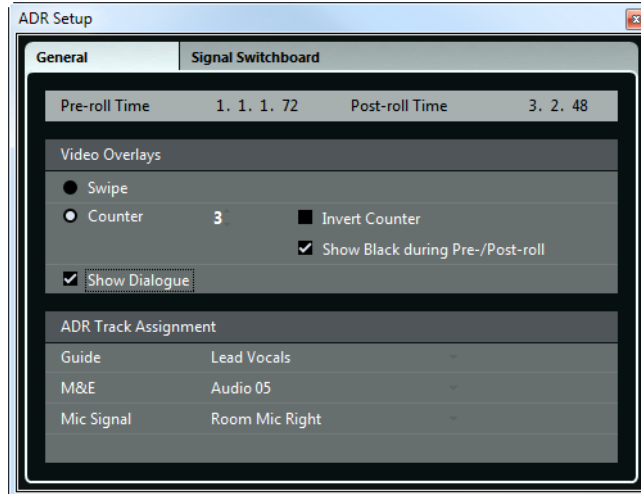 ADR Setup
General Signal Switchboard
Pre-roll Time 1. 1. 1. 72 Post-roll Time 3. 2. 48
Video Overlays
Swipe
Counter 3 Invert Counter
Show Black during Pre-/Post-roll
Show Dialogue
ADR Track Assignment
Guide Lead Vocals
M&E Audio 05
Mic Signal Room Mic Right